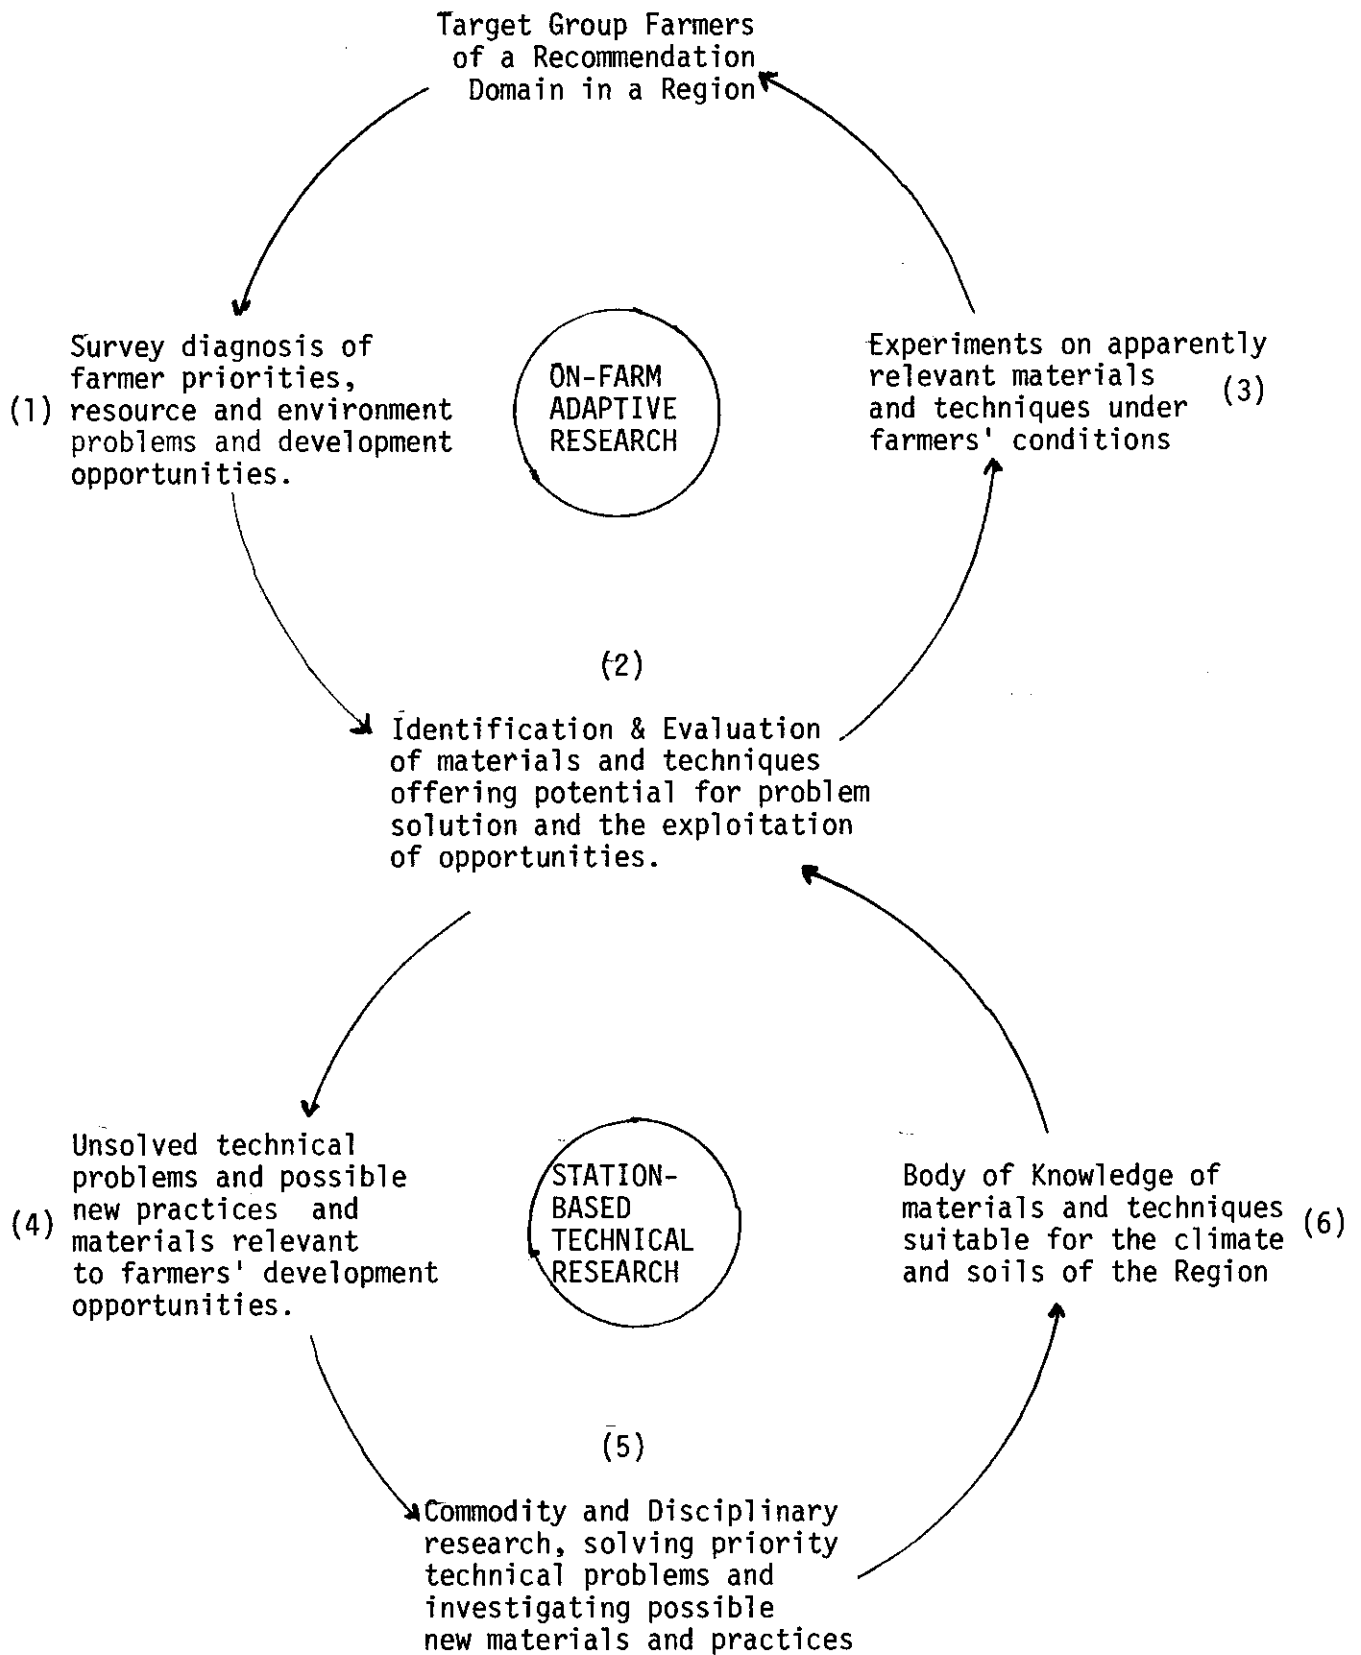 Target Group Farmers
of a Recommendation
Domain in a Region
Survey diagnosis of
farmer priorities,
(1) resource and environment
problems and development
opportunities.
ON-FARM
ADAPTIVE
RESEARCH
Experiments on apparently
relevant materials
and techniques under
farmers' conditions
(3)
(2)
Identification & Evaluation
of materials and techniques
offering potential for problem
solution and the exploitation
of opportunities.
Unsolved technical
problems and possible
(4) new practices and
materials relevant
to farmers' development
opportunities.
STATION-
BASED
TECHNICAL
RESEARCH
Body of Knowledge of
materials and techniques
suitable for the climate
and soils of the Region
(6)
(5)
Commodity and Disciplinary
research, solving priority
technical problems and
investigating possible
new materials and practices